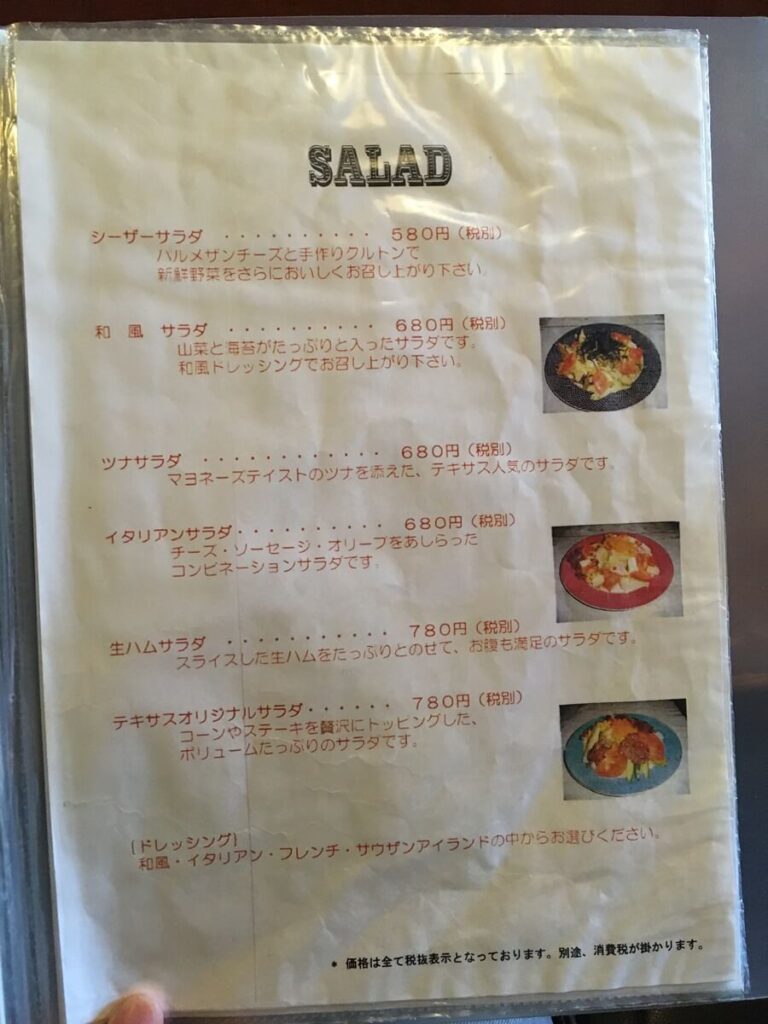 SALAD
シーザーサラダ ・・・・・・・・・・ 580円（税別）
パルメザンチーズと手作りクルトンで
新鮮野菜をさらにおいしくお召し上がり下さい。
和　風　サラダ ・・・・・・・・・・ 680円（税別）
山菜と海苔がたっぷりと入ったサラダです。
和風ドレッシングでお召し上がり下さい。
ツナサラダ ・・・・・・・・・・・・ 680円（税別）
マヨネーズテイストのツナを添えた、テキサス人気のサラダです。
イタリアンサラダ・・・・・・・・・・ 680円（税別）
チーズ・ソーセージ・オリーブをあしらった
コンビネーションサラダです。
生ハムサラダ ・・・・・・・・・・・ 780円（税別）
スライスした生ハムをたっぷりとのせて、お腹も満足のサラダです。
テキサスオリジナルサラダ・・・・・・ 780円（税別）
コーンやステーキを贅沢にトッピングした、
ボリュームたっぷりのサラダです。
[ドレッシング]
和風・イタリアン・フレンチ・サウザンアイランドの中からお選びください。
* 価格は全て税抜表示となっております。別途、消費税が掛かります。